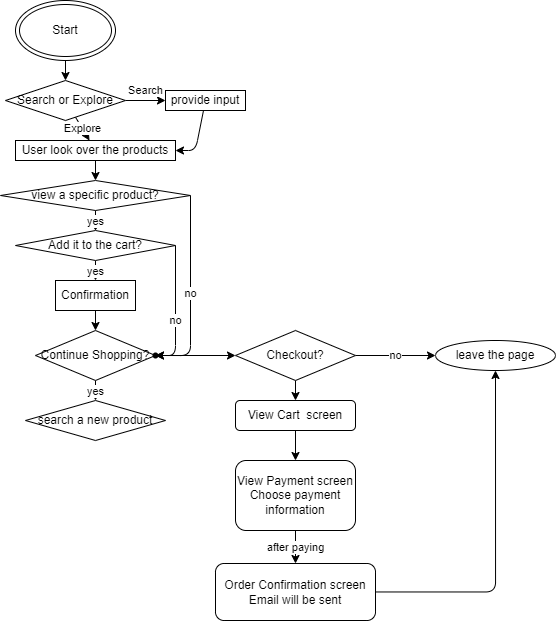 Start
Search or Explore
Search
provide input
Explore
User look over the products
view a specific product?
yes
Add it to the cart?
yes
Confirmation
no
no
Continue Shopping?
Checkout?
no
leave the page
yes
search a new product
View Cart screen
View Payment screen
Choose payment
information
after paying
Order Confirmation screen
Email will be sent